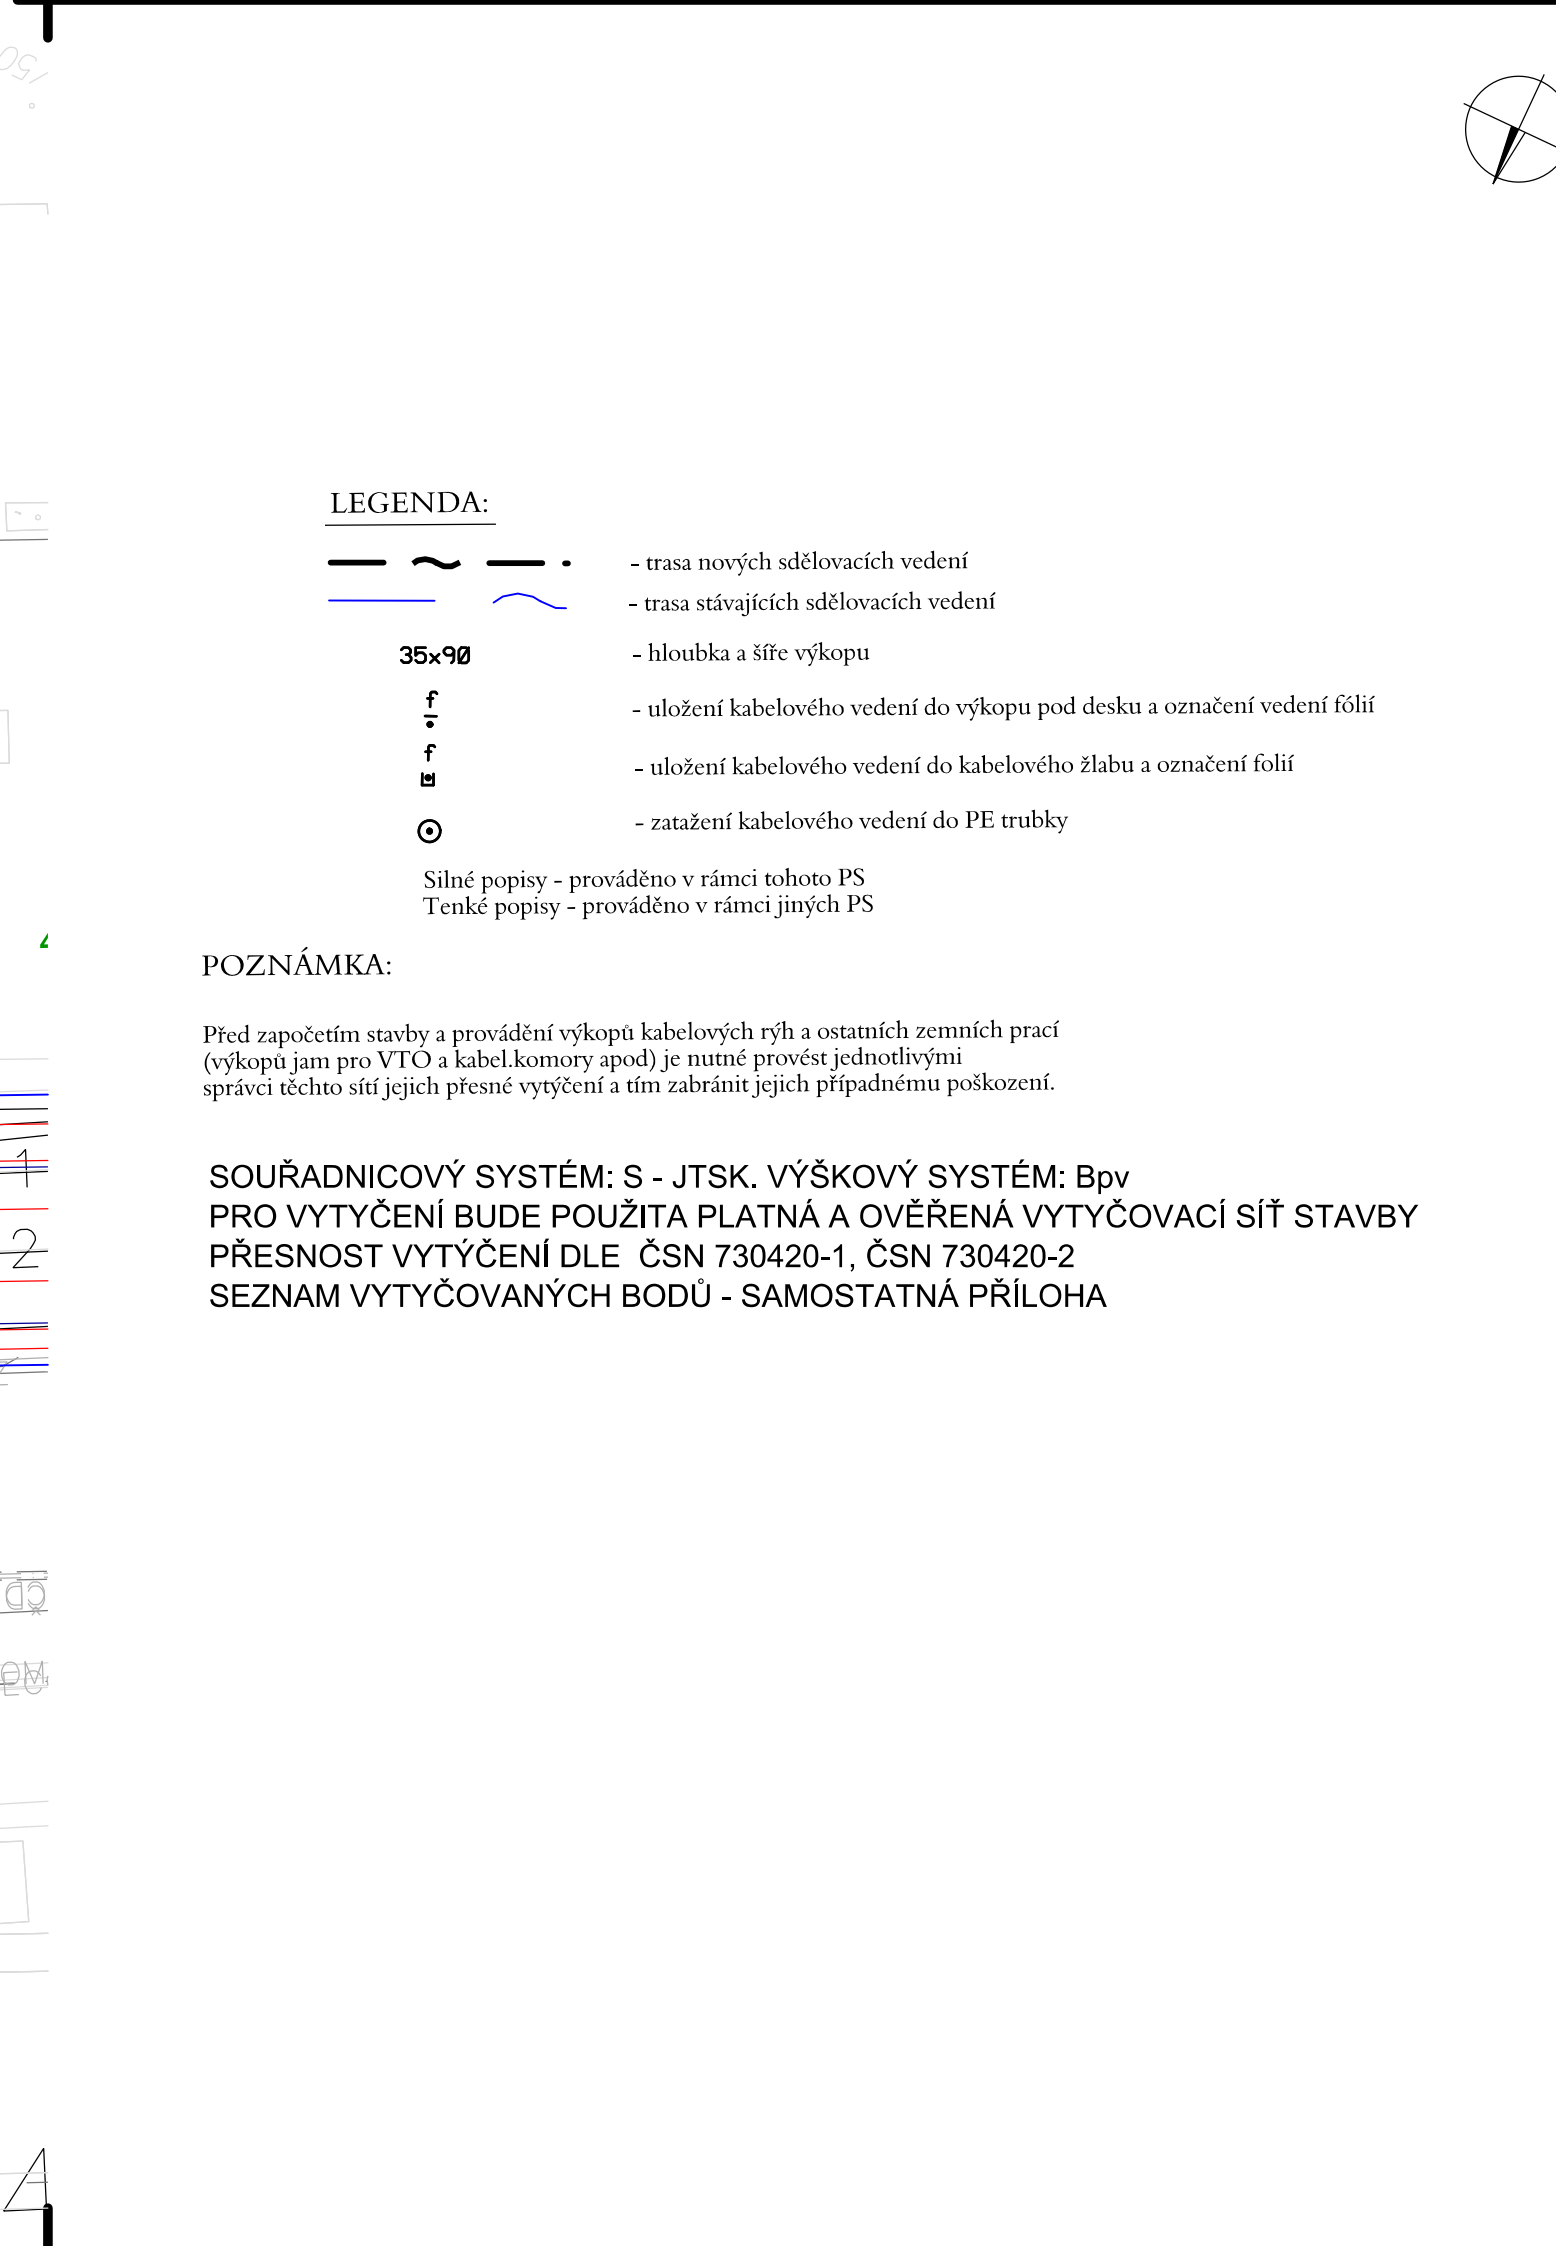 LEGENDA:
- trasa nových sdělovacích vedení
- trasa stávajících sdělovacích vedení
35x90 - hloubka a šíře výkopu
f - uložení kabelového vedení do výkopu pod desku a označení vedení fólií
f - uložení kabelového vedení do kabelového žlabu a označení folií
- zatažení kabelového vedení do PE trubky
Silné popisy - prováděno v rámci tohoto PS
Tenké popisy - prováděno v rámci jiných PS
POZNÁMKA:
Před započetím stavby a provádění výkopů kabelových rýh a ostatních zemních prací
(výkopů jam pro VTO a kabel.komory apod) je nutné provést jednotlivými
správci těchto sítí jejich přesné vytýčení a tím zabránit jejich případnému poškození.
1
2
SOUŘADNICOVÝ SYSTÉM: S - JTSK. VÝŠKOVÝ SYSTÉM: Bpv
PRO VYTYČENÍ BUDE POUŽITA PLATNÁ A OVĚŘENÁ VYTYČOVACÍ SÍŤ STAVBY
PŘESNOST VYTÝČENÍ DLE ČSN 730420-1, ČSN 730420-2
SEZNAM VYTYČOVANÝCH BODŮ - SAMOSTATNÁ PŘÍLOHA
ČD